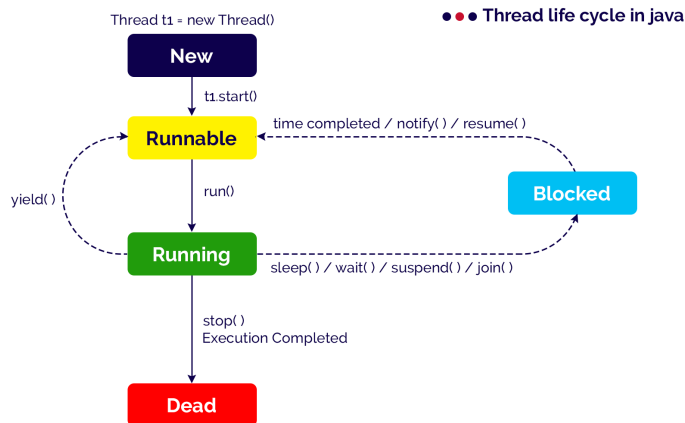 Thread t1 = new Thread()
Thread life cycle in java
New
t1.start()
time completed / notify( ) / resume( )
Runnable
run()
yield( )
Blocked
Running
sleep( ) / wait( ) / suspend( ) / join( )
stop( )
Execution Completed
Dead